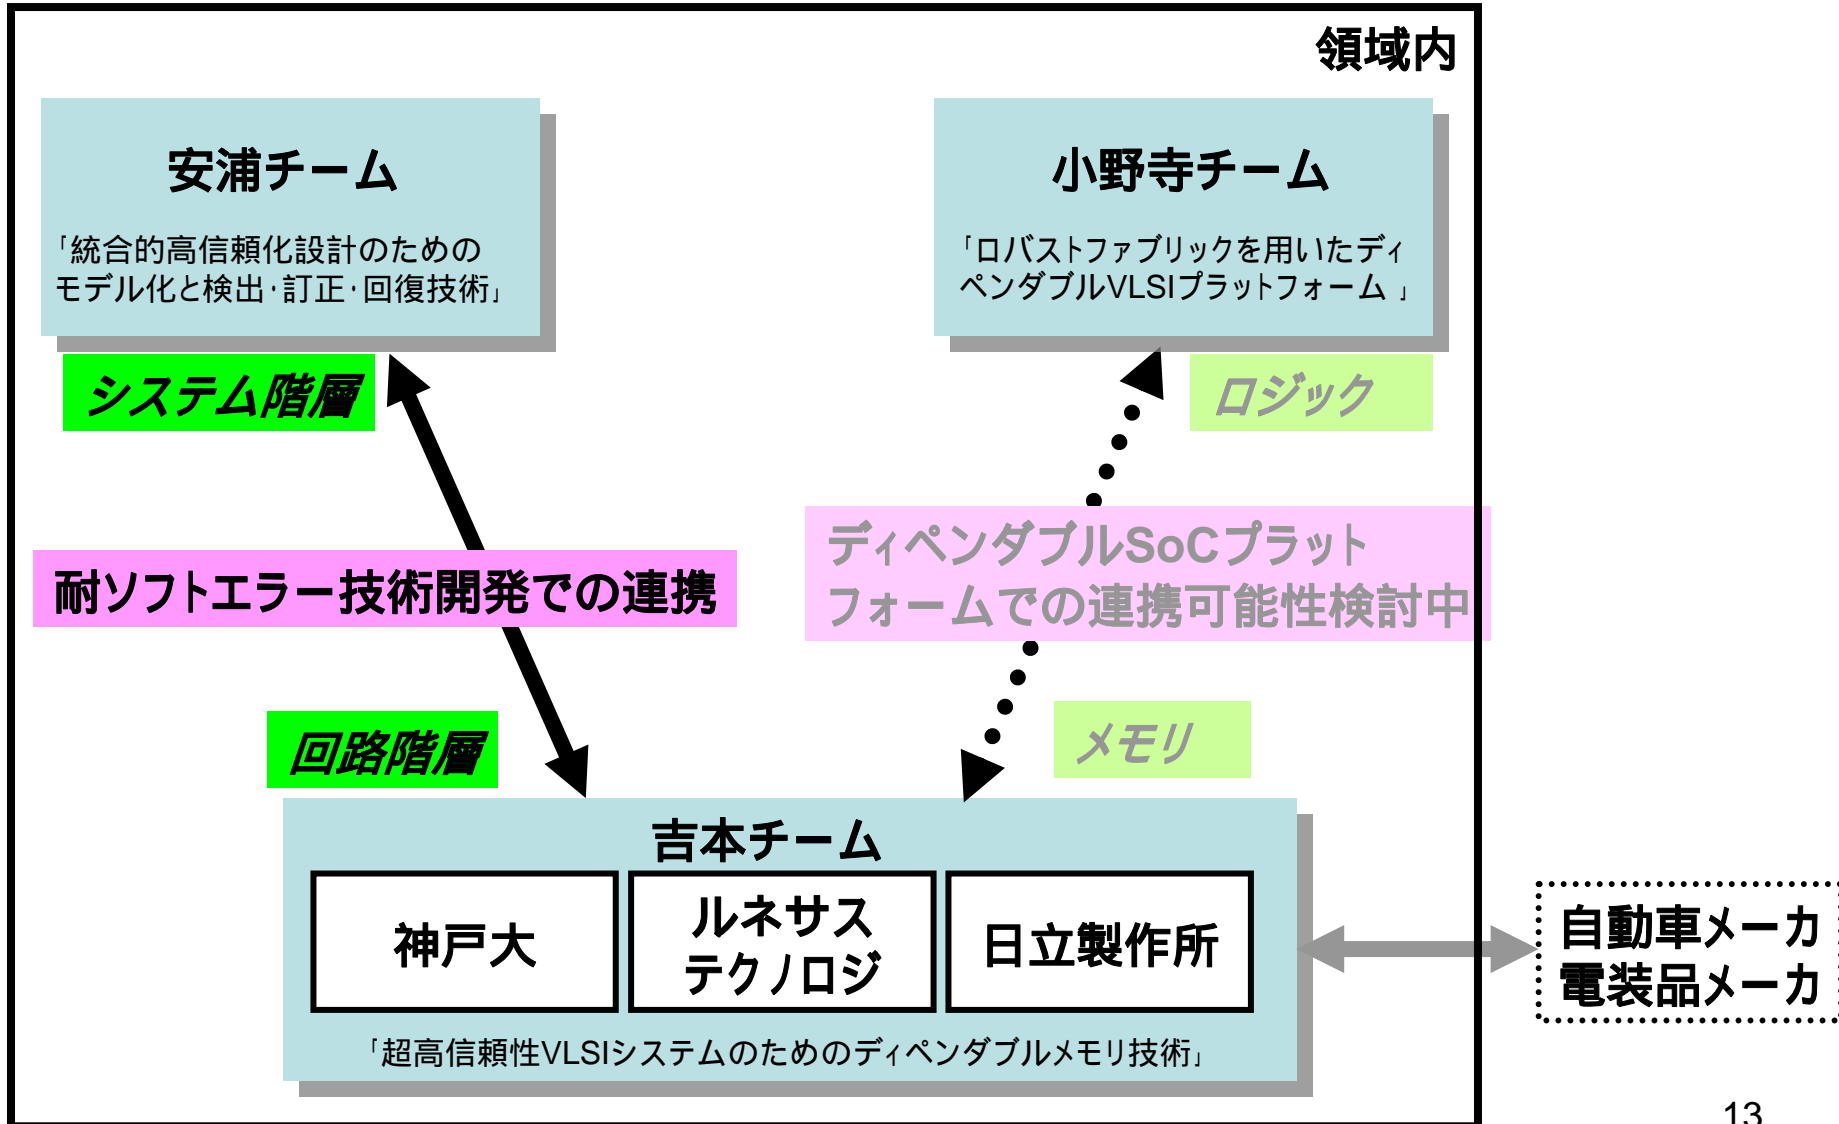 領域内
安浦チーム
「統合的高信頼化設計のための
モデル化と検出・訂正・回復技術」
小野寺チーム
「ロバストファブリックを用いたディ
ペンダブルVLSIプラットフォーム 」
システム階層
ロジック
耐ソフトエラー技術開発での連携
ディペンダブルSoCプラット
フォームでの連携可能性検討中
回路階層
メモリ
吉本チーム
神戸大
ルネサス
テクノロジ
日立製作所
「超高信頼性VLSIシステムのためのディペンダブルメモリ技術」
自動車メーカ
電装品メーカ
13